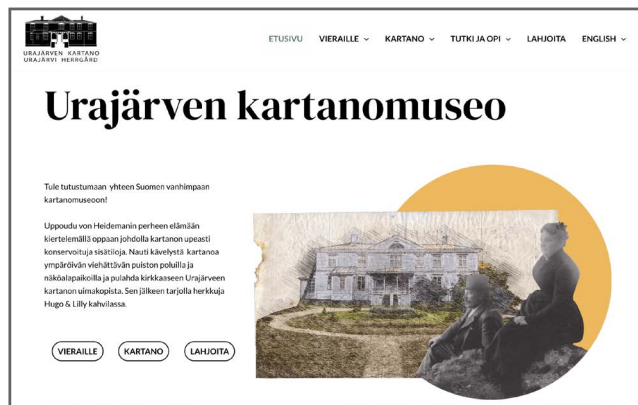 URAJÄRVEN KARTANO
URAJÄRVI HERRGÅRD
ETUSIVU VIERAILLE KARTANO TUTKI JA OPI LAHJOITA ENGLISH
Urajärven kartanomuseo
Tule tutustumaan yhteen Suomen vanhimpaan
kartanomuseoon!
Uppoudu von Heidemanin perheen elämään
kiertelemällä oppaan johdolla kartanon upeasti
konservoituja sisätiloja. Nauti kävelystä kartanoa
ympäröivän viehättävän puiston poluilla ja
näköalapaikoilla ja pulahda kirkkaaseen Urajärveen
kartanon uimakopista. Sen jälkeen tarjolla herkkuja
Hugo & Lilly kahvilassa.
VIERAILLE KARTANO LAHJOITA